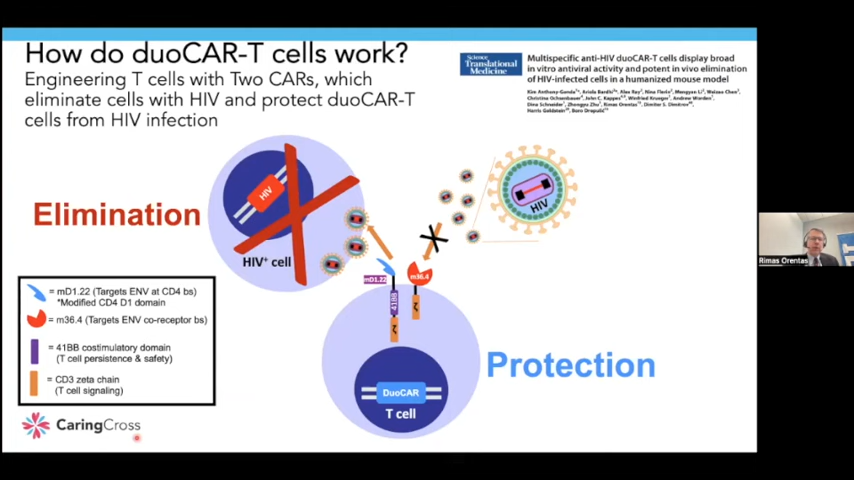 How do duoCAR-T cells work?
Engineering T cells with Two CARs, which
eliminate cells with HIV and protect duoCAR-T
cells from HIV infection
Science
Translational
Medicine
Multispecific anti-HIV duoCAR-T cells display broad
in vitro antiviral activity and potent in vivo elimination
of HIV-infected cells in a humanized mouse model
Elimination
HIV
HIV⁺ cell
HIV
mD1.22
m36.4
41BB
DuoCAR
T cell
Protection
= mD1.22 (Targets ENV at CD4 bs)
*Modified CD4 D1 domain
= m36.4 (Targets ENV co-receptor bs)
= 41BB costimulatory domain
(T cell persistence & safety)
= CD3 zeta chain
(T cell signaling)
CaringCross
Rimas Orentas